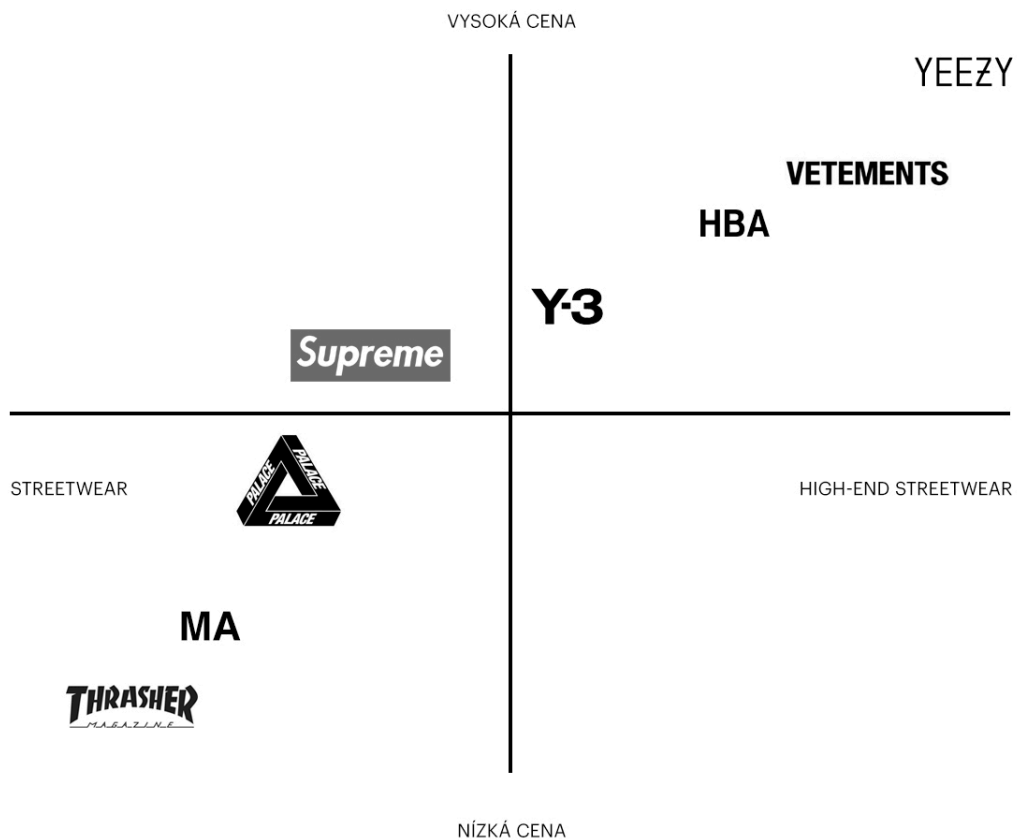 VYSOKÁ CENA
YEEZY
VETEMENTS
HBA
Y-3
Supreme
PALACE
PALACE
PALACE
STREETWEAR
HIGH-END STREETWEAR
MA
THRASHER
MAGAZINE
NÍZKÁ CENA